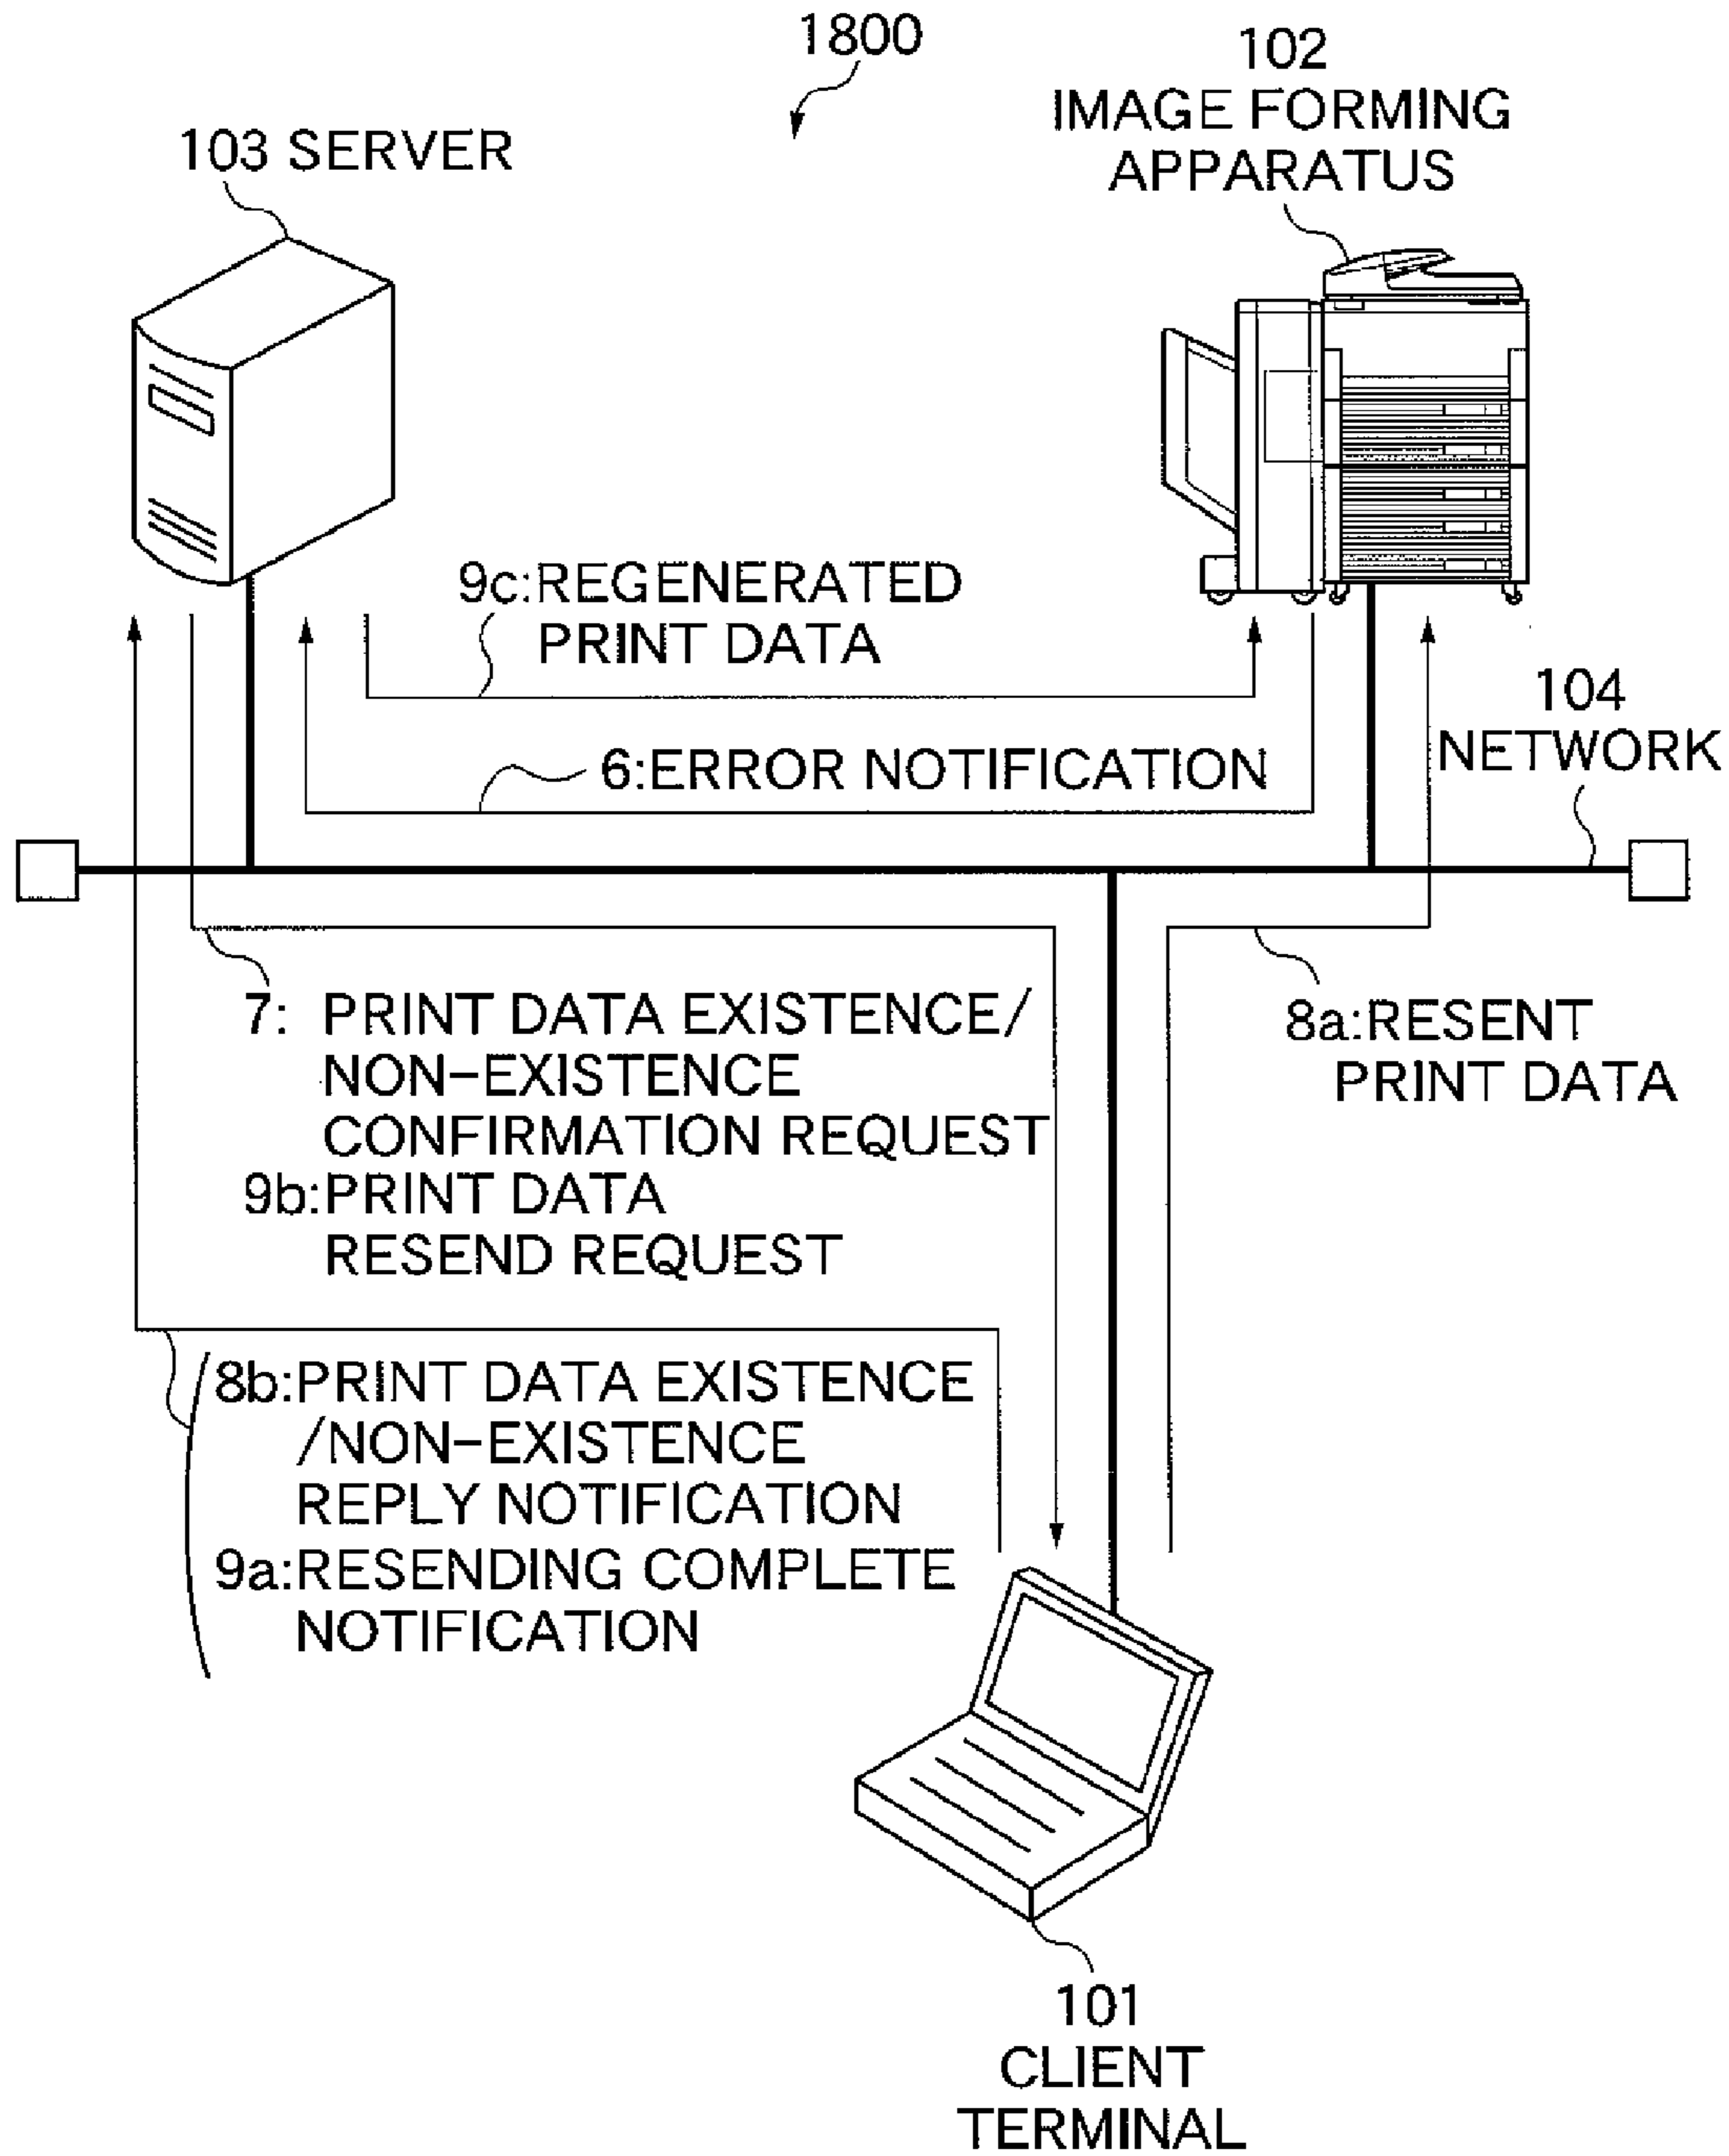 1800
102
IMAGE FORMING
APPARATUS
103 SERVER
9c:REGENERATED
PRINT DATA
104
NETWORK
6:ERROR NOTIFICATION
7: PRINT DATA EXISTENCE/
NON-EXISTENCE
CONFIRMATION REQUEST
9b:PRINT DATA
RESEND REQUEST
8a:RESENT
PRINT DATA
8b:PRINT DATA EXISTENCE
/NON-EXISTENCE
REPLY NOTIFICATION
9a:RESENDING COMPLETE
NOTIFICATION
101
CLIENT
TERMINAL